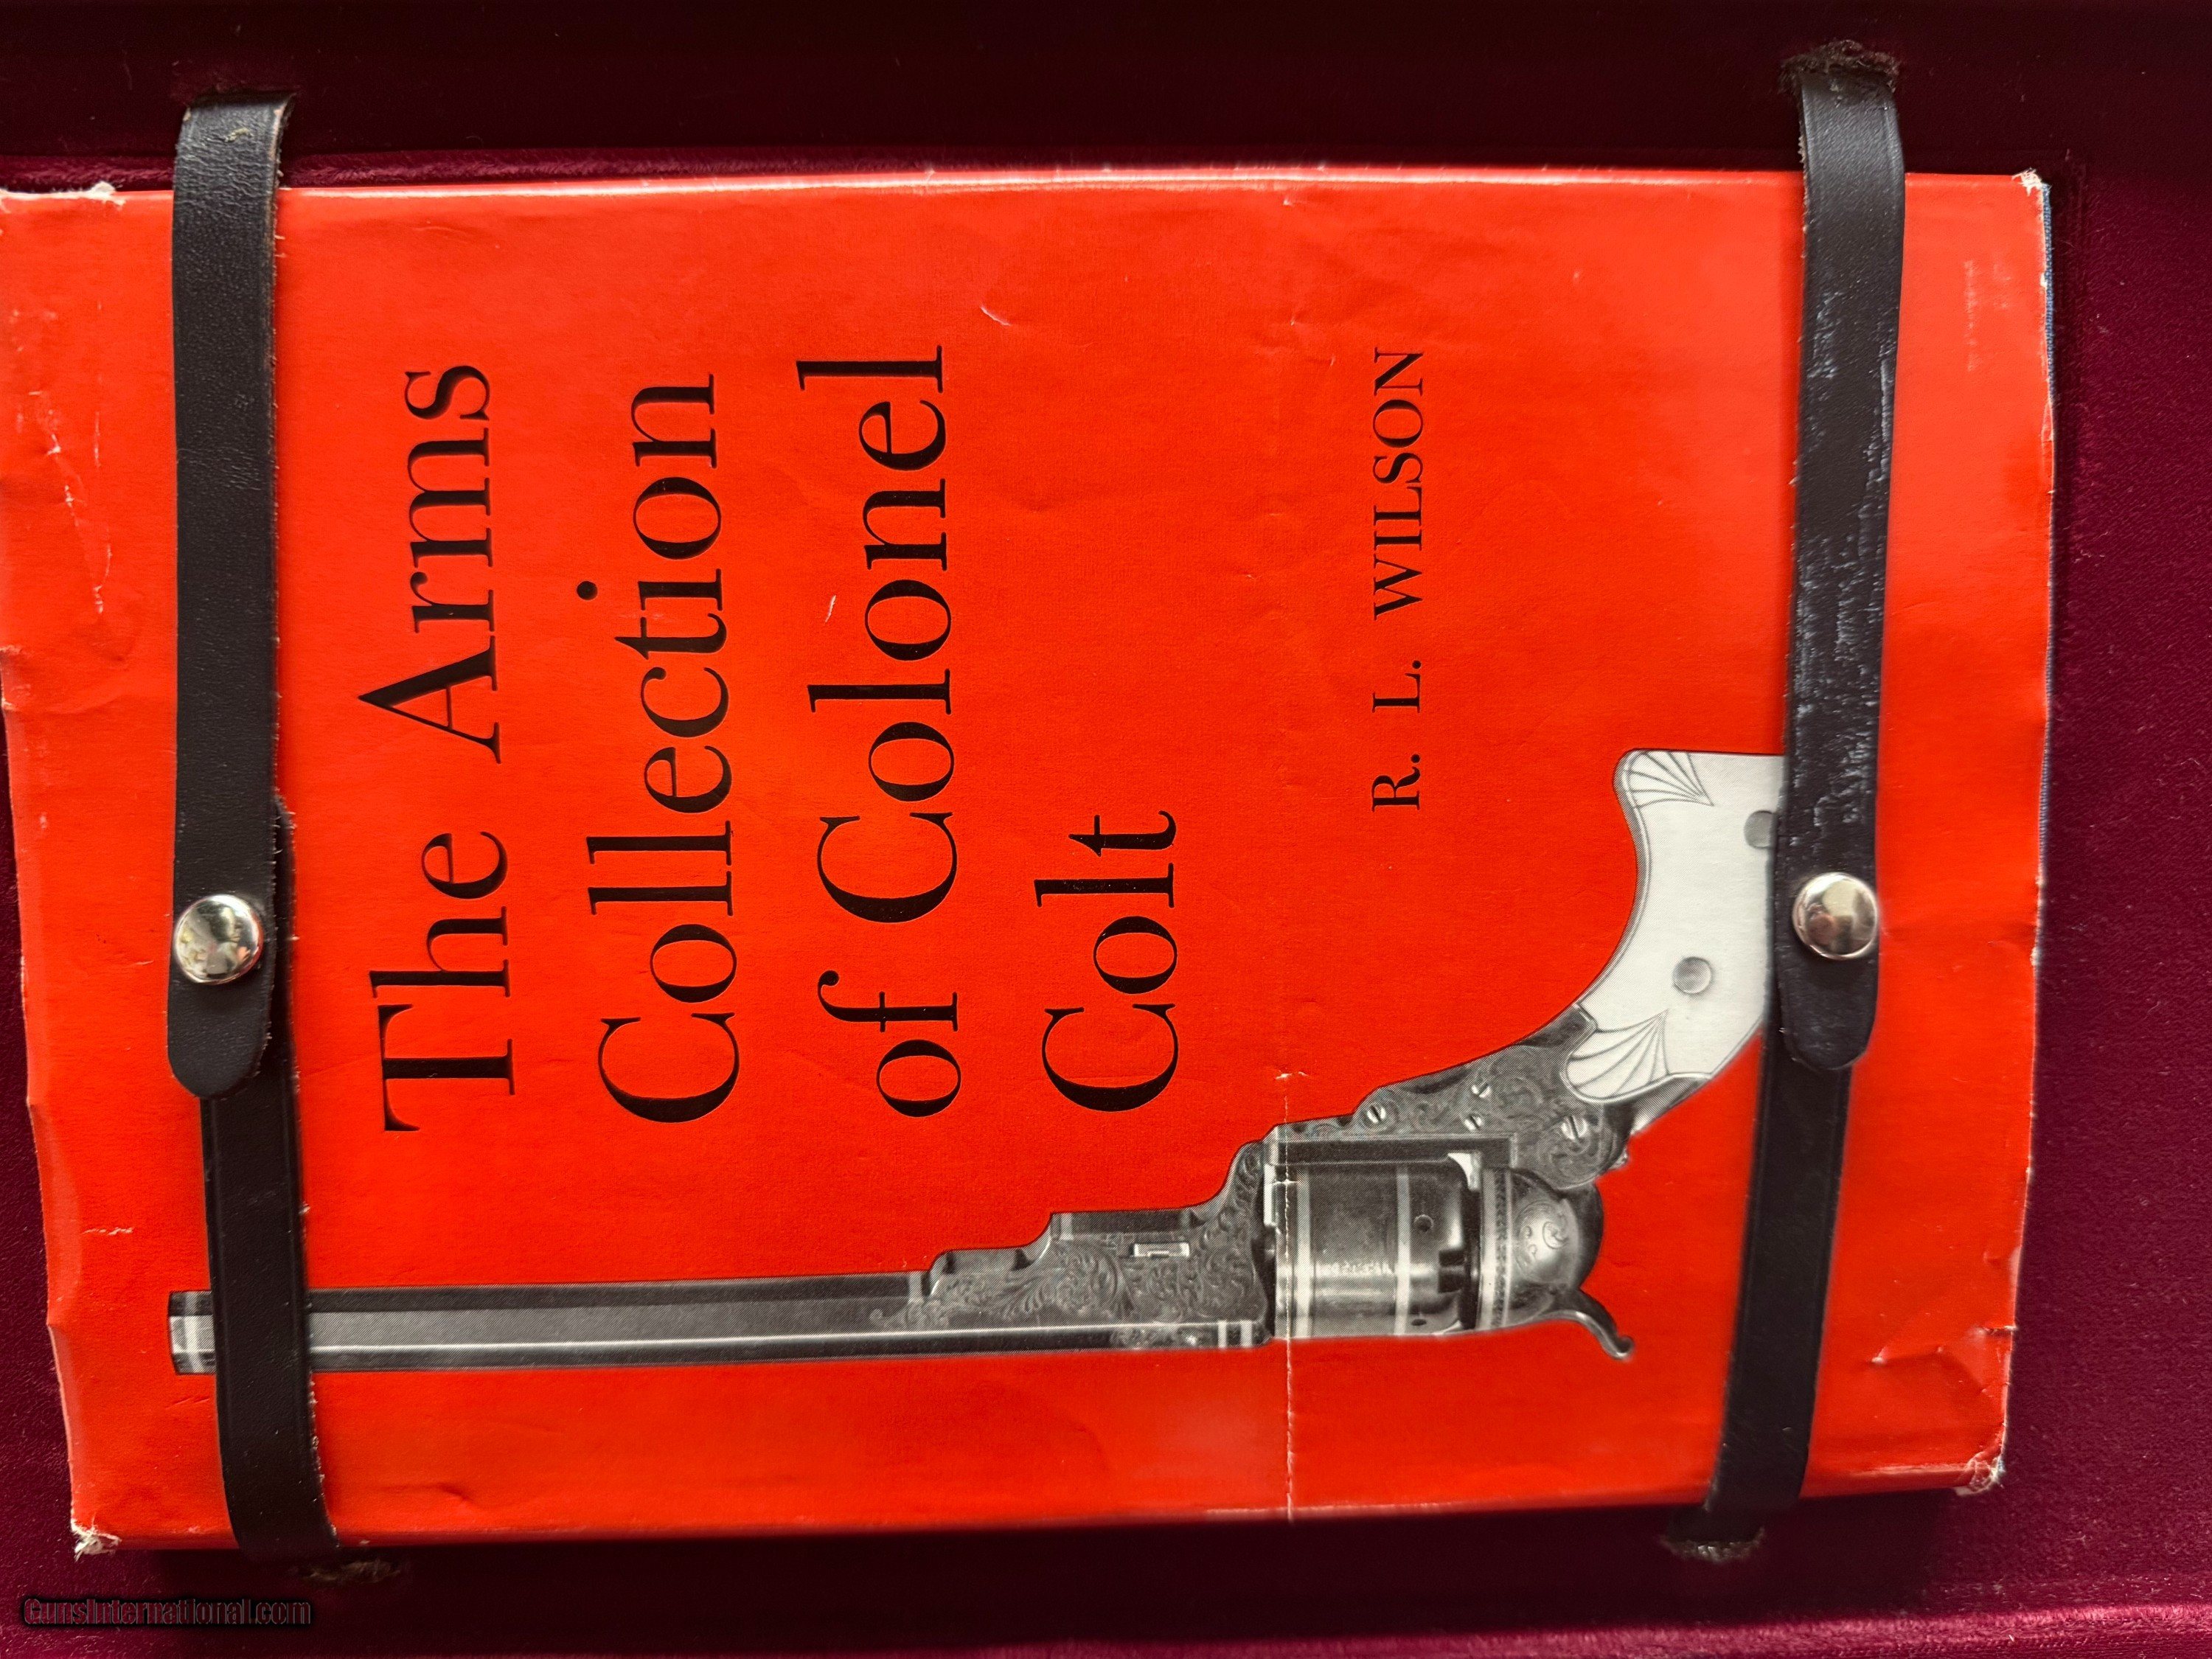 The Arms
Collection
of Colonel
Colt
R. L. WILSON
GunsInternational.com